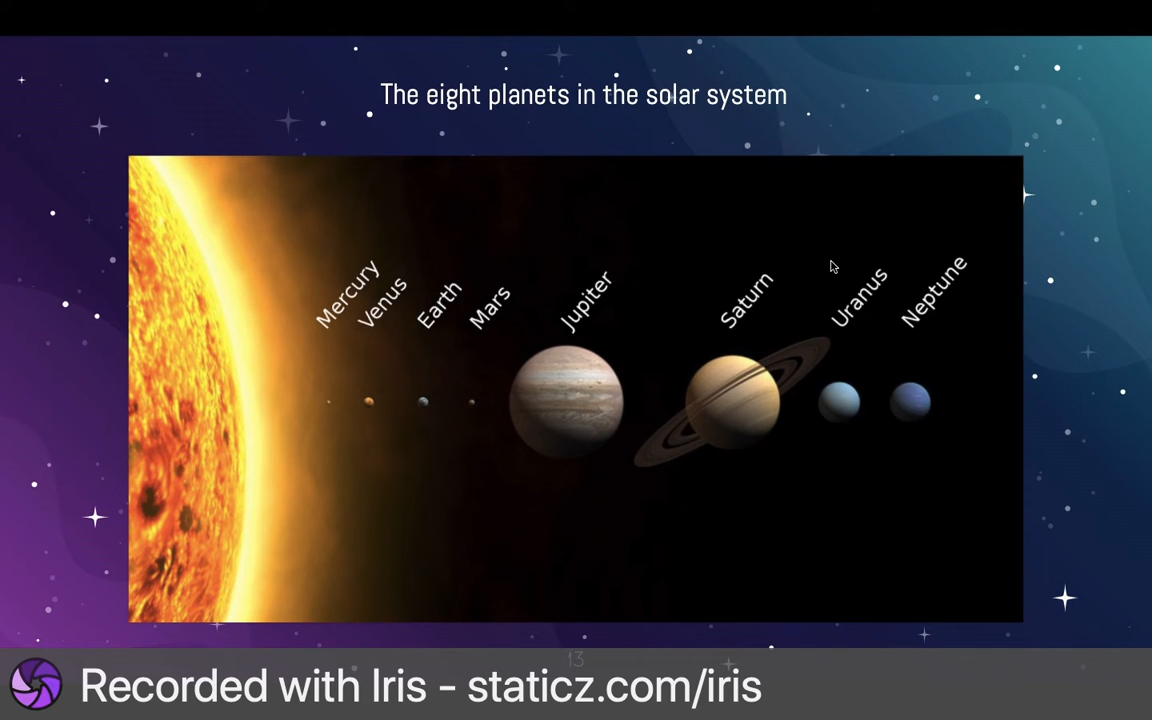 The eight planets in the solar system
Mercury
Venus
Earth
Mars
Jupiter
Saturn
Uranus
Neptune
13
Recorded with Iris - staticz.com/iris